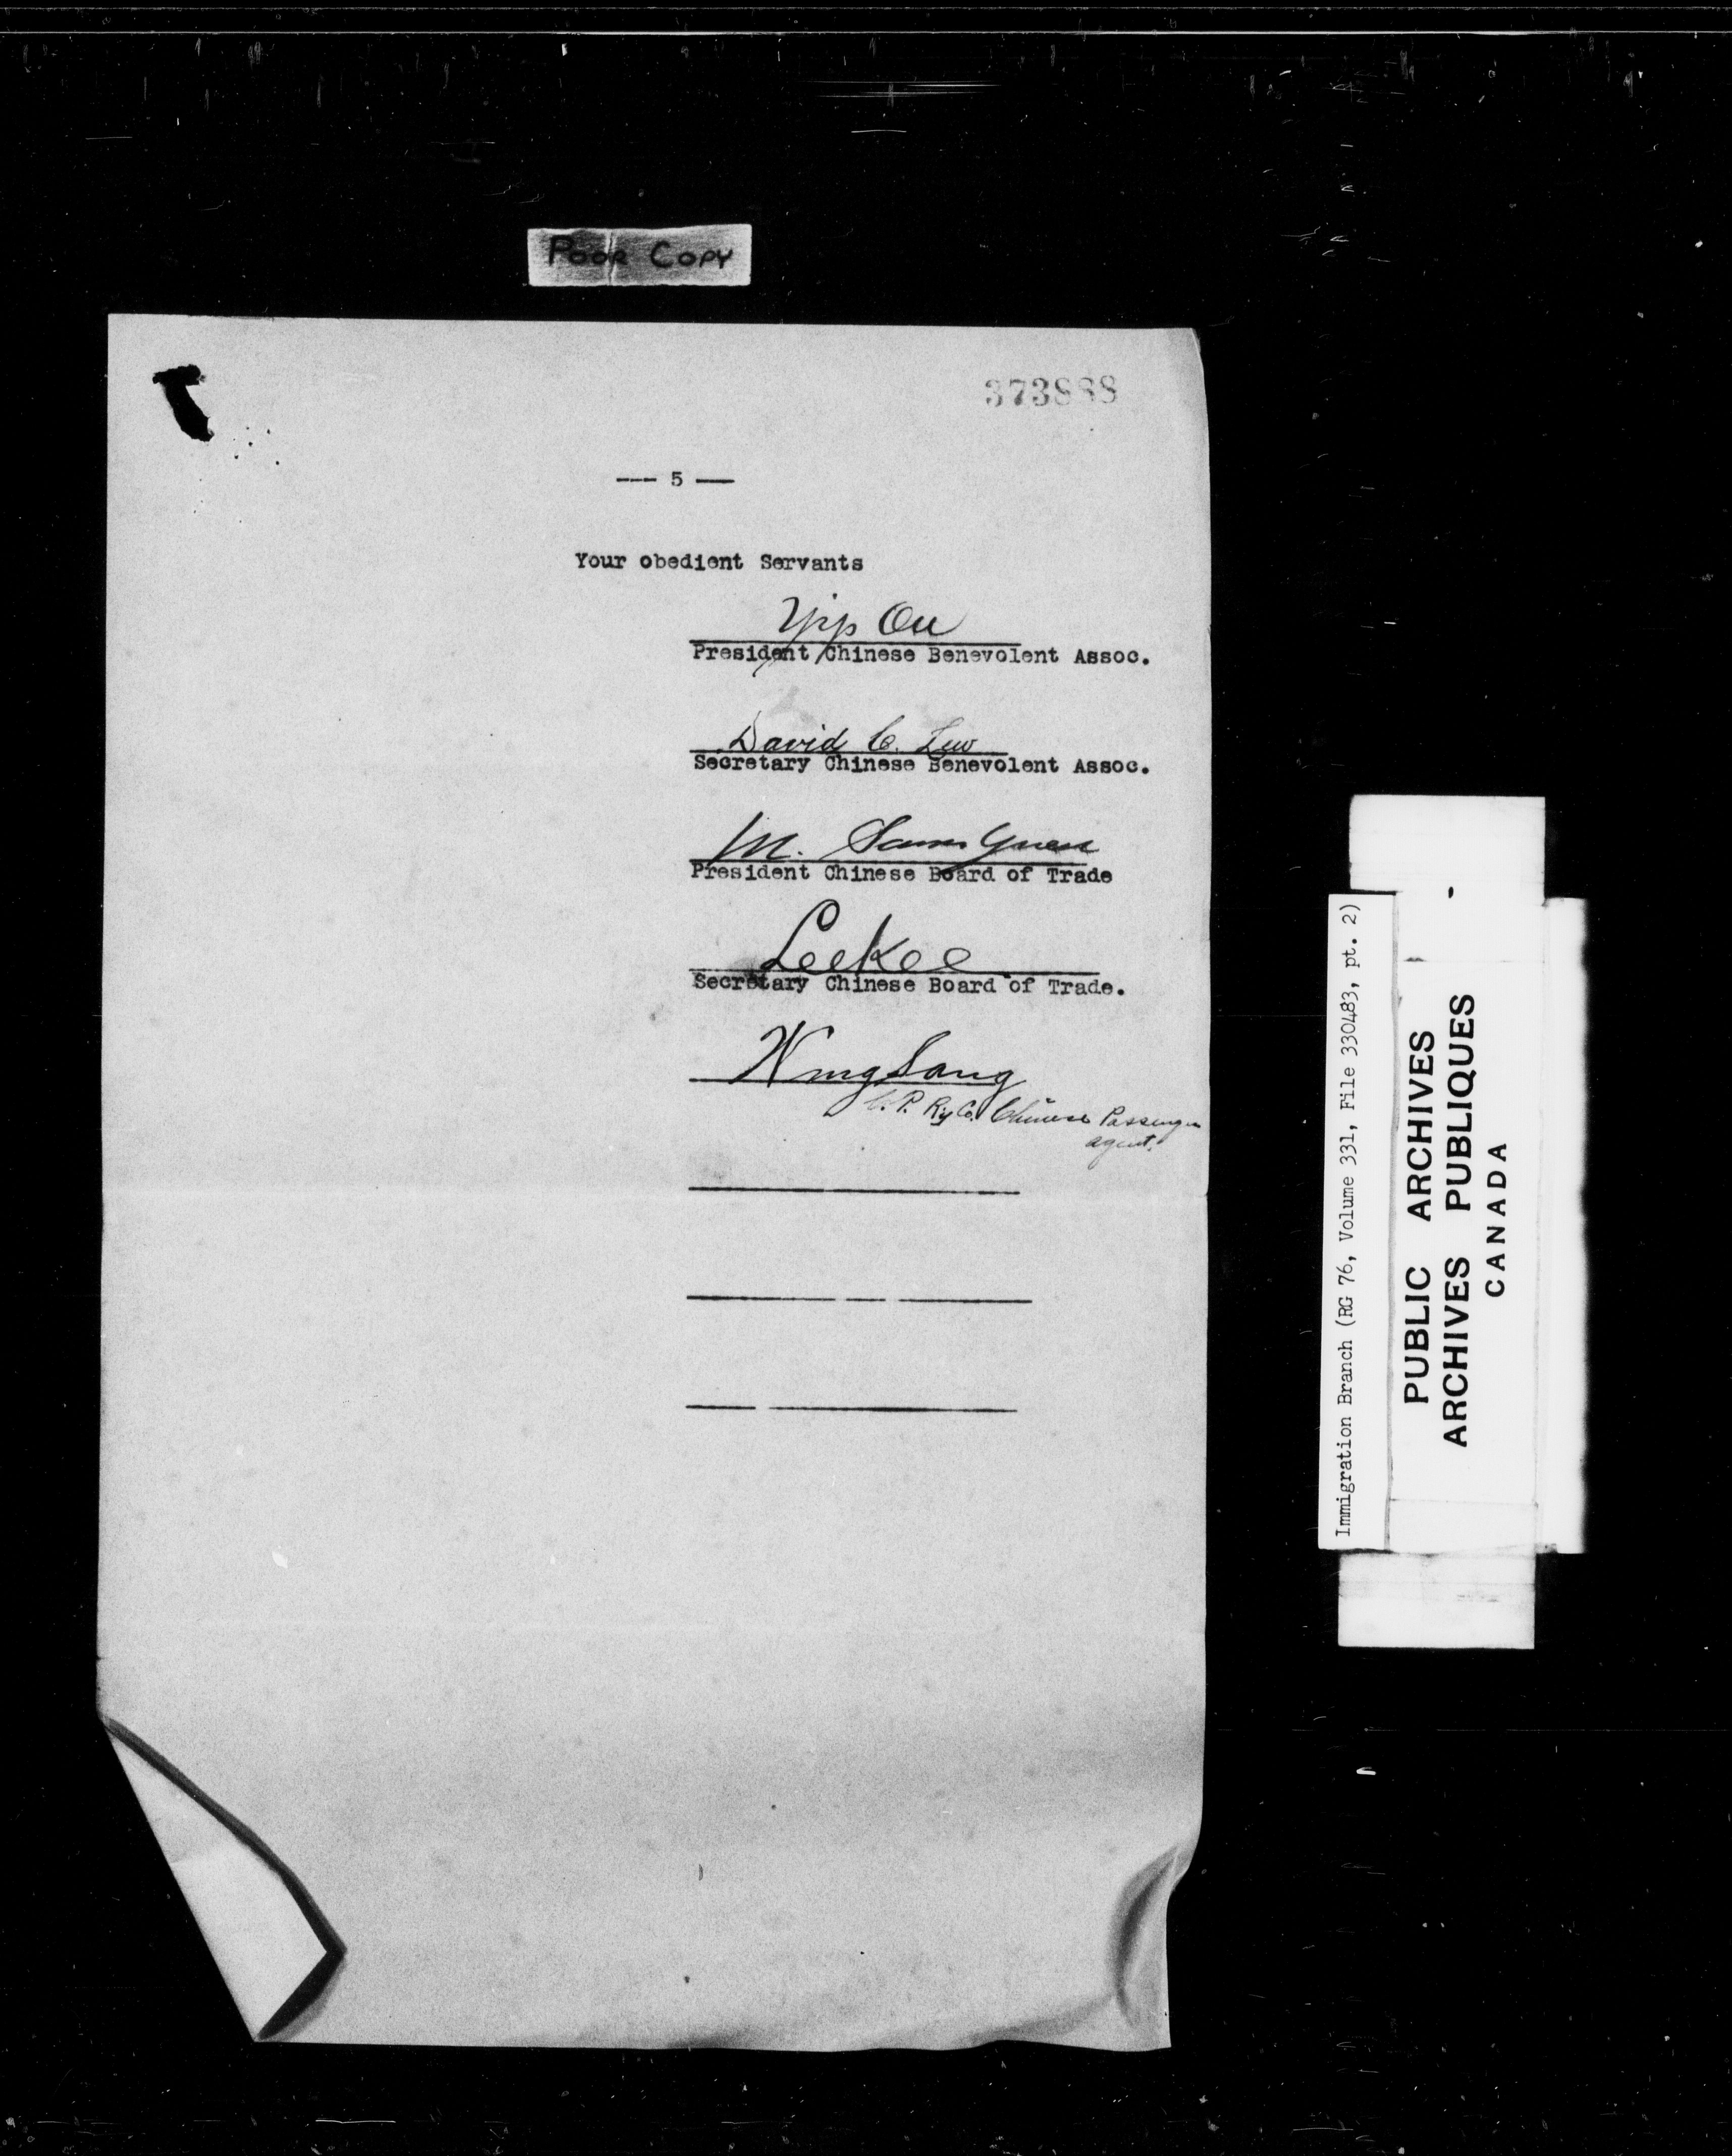 POOR COPY
373888
--- 5 ---
Your obedient Servants
Yip On
President Chinese Benevolent Assoc.
David C. Lew
Secretary Chinese Benevolent Assoc.
M. Sam Yuen
President Chinese Board of Trade
Lee Kee
Secretary Chinese Board of Trade.
Wing Sang
C. P. Ry Co. Chinese Passenger
agent.
Immigration Branch (RG 76, Volume 331, File 330483, pt. 2)
PUBLIC ARCHIVES
ARCHIVES PUBLIQUES
CANADA